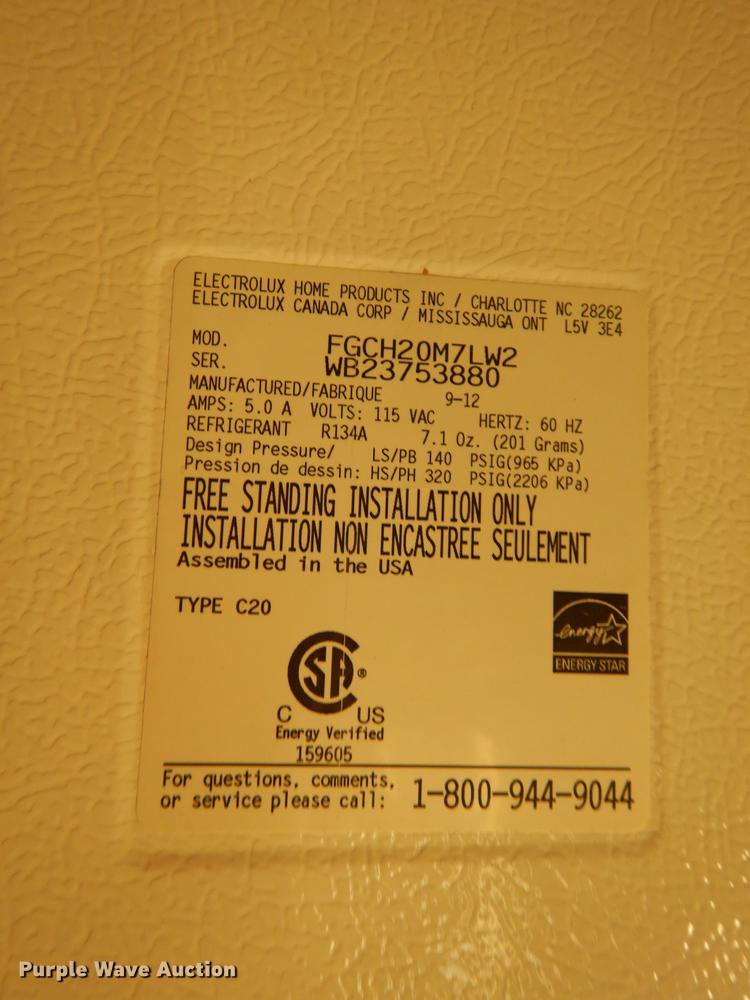 ELECTROLUX HOME PRODUCTS INC / CHARLOTTE NC 28262
ELECTROLUX CANADA CORP / MISSISSAUGA ONT L5V 3E4
MOD. FGCH20M7LW2
SER. WB23753880
MANUFACTURED/FABRIQUE 9-12
AMPS: 5.0 A VOLTS: 115 VAC HERTZ: 60 HZ
REFRIGERANT R134A 7.1 Oz. (201 Grams)
Design Pressure/ LS/PB 140 PSIG(965 KPa)
Pression de dessin: HS/PH 320 PSIG(2206 KPa)
FREE STANDING INSTALLATION ONLY
INSTALLATION NON ENCASTREE SEULEMENT
Assembled in the USA
TYPE C20
energy
ENERGY STAR
SA ®
C US
Energy Verified
159605
For questions, comments,
or service please call: 1-800-944-9044
Purple Wave Auction